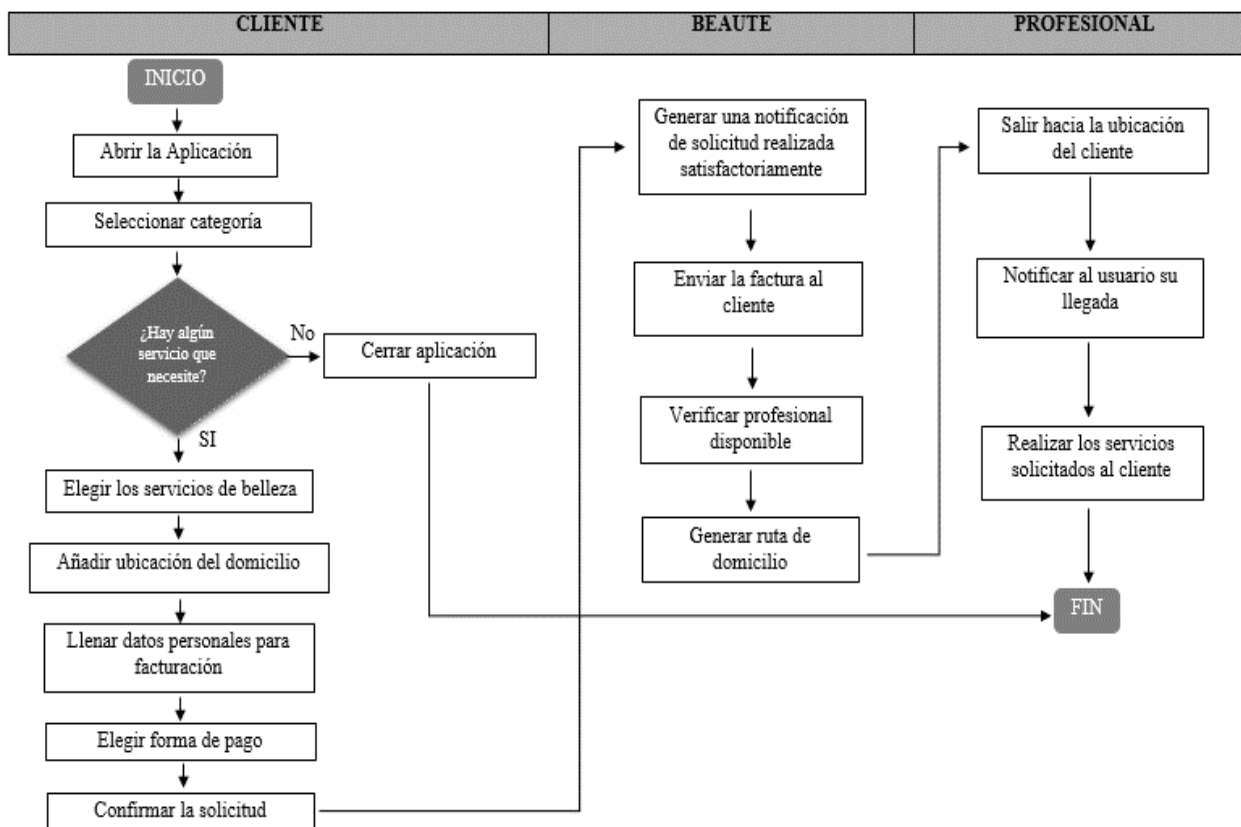 CLIENTE
BEAUTE
PROFESIONAL
INICIO
Abrir la Aplicación
Seleccionar categoría
¿Hay algún
servicio que
necesite?
No
Cerrar aplicación
SI
Elegir los servicios de belleza
Añadir ubicación del domicilio
Llenar datos personales para
facturación
Elegir forma de pago
Confirmar la solicitud
Generar una notificación
de solicitud realizada
satisfactoriamente
Enviar la factura al
cliente
Verificar profesional
disponible
Generar ruta de
domicilio
Salir hacia la ubicación
del cliente
Notificar al usuario su
llegada
Realizar los servicios
solicitados al cliente
FIN